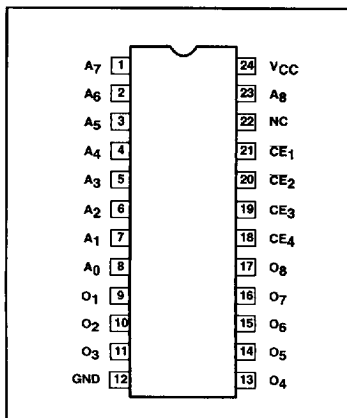 A7 1 24 VCC
A6 2 23 A8
A5 3 22 NC
A4 4 21 C̅E̅1
A3 5 20 C̅E̅2
A2 6 19 CE3
A1 7 18 CE4
A0 8 17 O8
O1 9 16 O7
O2 10 15 O6
O3 11 14 O5
GND 12 13 O4